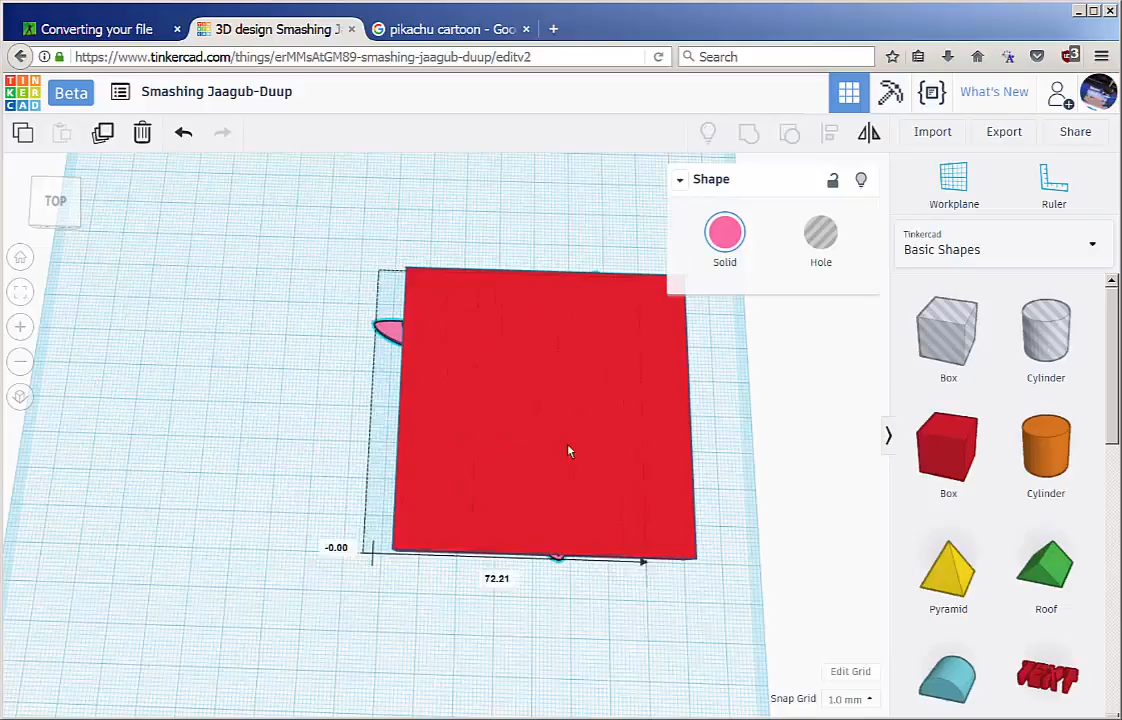 Converting your file
3D design Smashing J
pikachu cartoon - Goo
https://www.tinkercad.com/things/erMMsAtGM89-smashing-jaagub-duup/editv2
Search
3
TIN
KER
CAD
Beta
Smashing Jaagub-Duup
What's New
Import
Export
Share
TOP
Shape
Solid
Hole
Workplane
Ruler
Tinkercad
Basic Shapes
Box
Cylinder
Box
Cylinder
Pyramid
Roof
TEXT
-0.00
72.21
Edit Grid
Snap Grid
1.0 mm